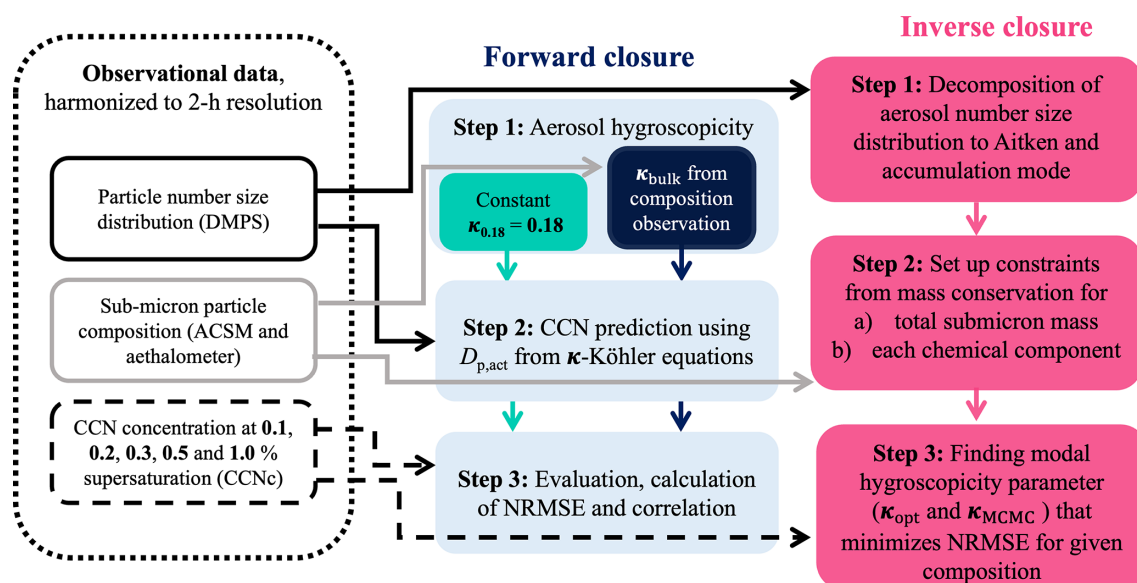 Observational data,
harmonized to 2-h resolution
Particle number size
distribution (DMPS)
Sub-micron particle
composition (ACSM and
aethalometer)
CCN concentration at 0.1,
0.2, 0.3, 0.5 and 1.0 %
supersaturation (CCNc)
Forward closure
Step 1: Aerosol hygroscopicity
Constant
κ0.18 = 0.18
κbulk from
composition
observation
Step 2: CCN prediction using
Dp,act from κ-Köhler equations
Step 3: Evaluation, calculation
of NRMSE and correlation
Inverse closure
Step 1: Decomposition of
aerosol number size
distribution to Aitken and
accumulation mode
Step 2: Set up constraints
from mass conservation for
a) total submicron mass
b) each chemical component
Step 3: Finding modal
hygroscopicity parameter
(κopt and κMCMC ) that
minimizes NRMSE for given
composition